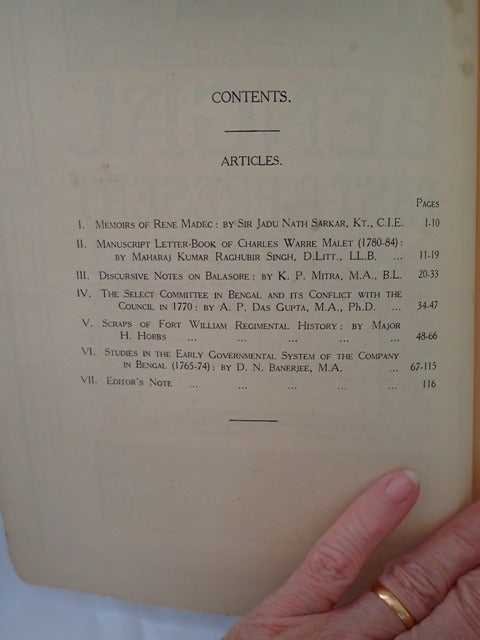 CONTENTS.
ARTICLES.
PAGES
I. MEMOIRS OF RENE MADEC : BY SIR JADU NATH SARKAR, KT., C.I.E. 1-10
II. MANUSCRIPT LETTER-BOOK OF CHARLES WARRE MALET (1780-84) :
BY MAHARAJ KUMAR RAGHUBIR SINGH, D.LITT., LL.B. ... 11-19
III. DISCURSIVE NOTES ON BALASORE : BY K. P. MITRA, M.A., B.L. 20-33
IV. THE SELECT COMMITTEE IN BENGAL AND ITS CONFLICT WITH THE
COUNCIL IN 1770 : BY A. P. DAS GUPTA, M.A., PH.D. ... 34-47
V. SCRAPS OF FORT WILLIAM REGIMENTAL HISTORY : BY MAJOR
H. HOBBS ... ... ... ... ... 48-66
VI. STUDIES IN THE EARLY GOVERNMENTAL SYSTEM OF THE COMPANY
IN BENGAL (1765-74) : BY D. N. BANERJEE, M.A. ... 67-115
VII. EDITOR'S NOTE ... ... ... ... ... 116